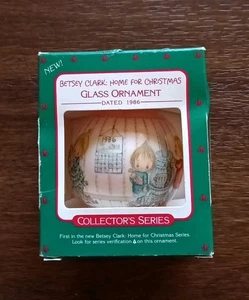 NEW!
BETSEY CLARK: HOME FOR CHRISTMAS
GLASS ORNAMENT
DATED 1986
1986
COLLECTOR'S SERIES
First in the new Betsey Clark: Home for Christmas Series.
Look for series verification on this ornament.